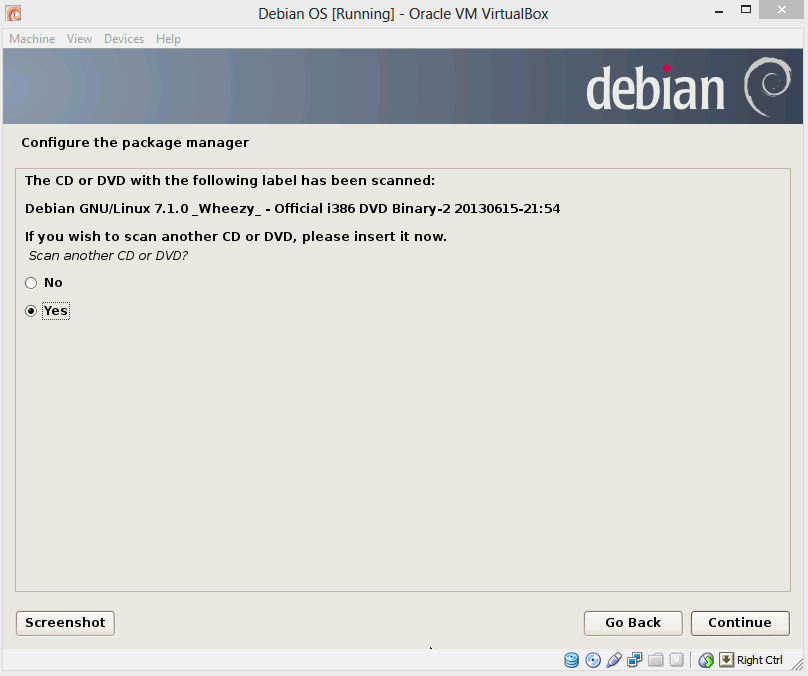 Debian OS [Running] - Oracle VM VirtualBox
Machine View Devices Help
debian
Configure the package manager
The CD or DVD with the following label has been scanned:
Debian GNU/Linux 7.1.0 _Wheezy_ - Official i386 DVD Binary-2 20130615-21:54
If you wish to scan another CD or DVD, please insert it now.
Scan another CD or DVD?
No
Yes
Screenshot Go Back Continue
Right Ctrl